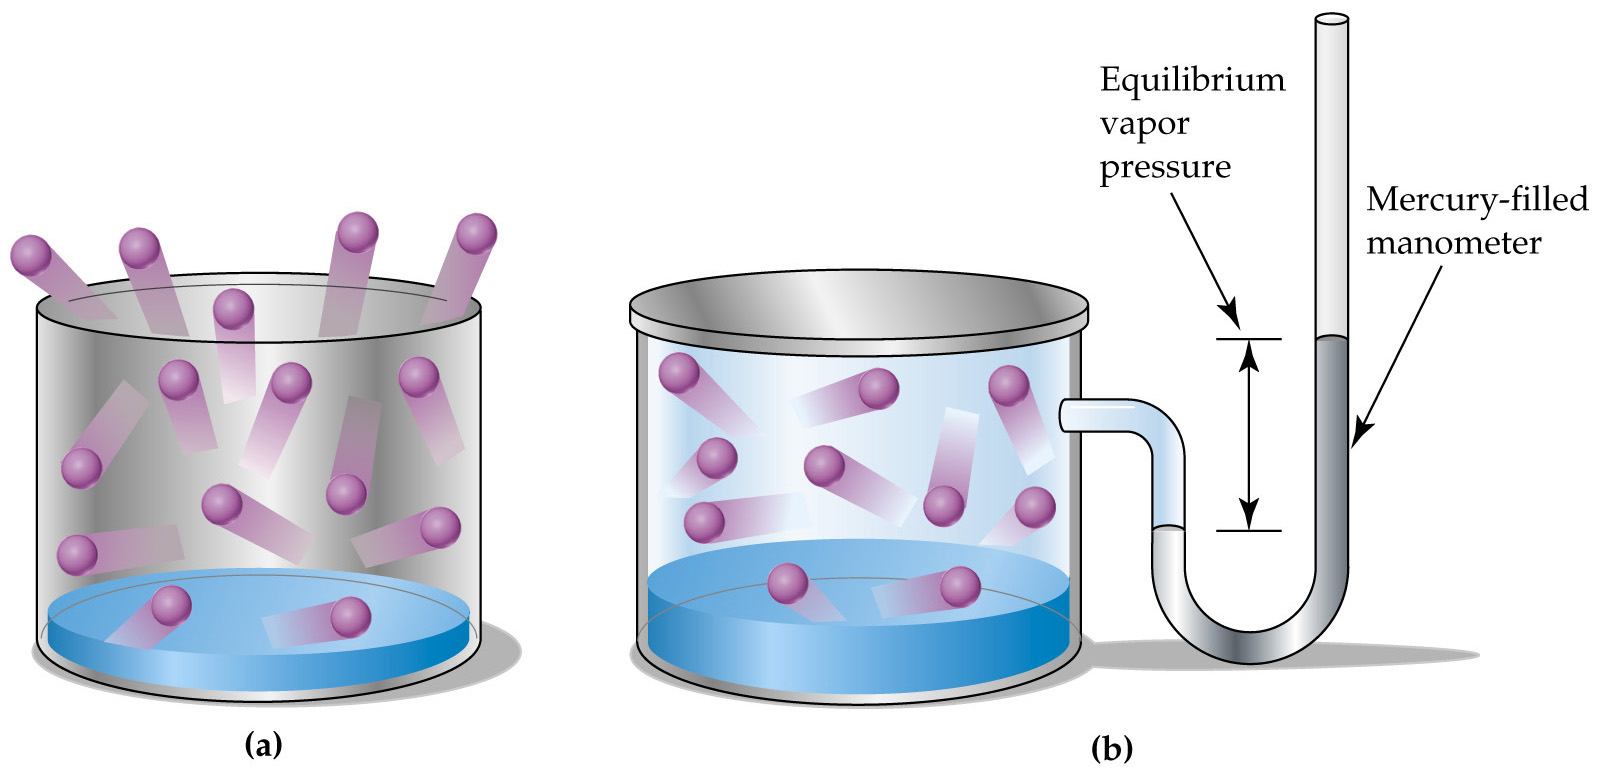 Equilibrium
vapor
pressure
Mercury-filled
manometer
(a)
(b)